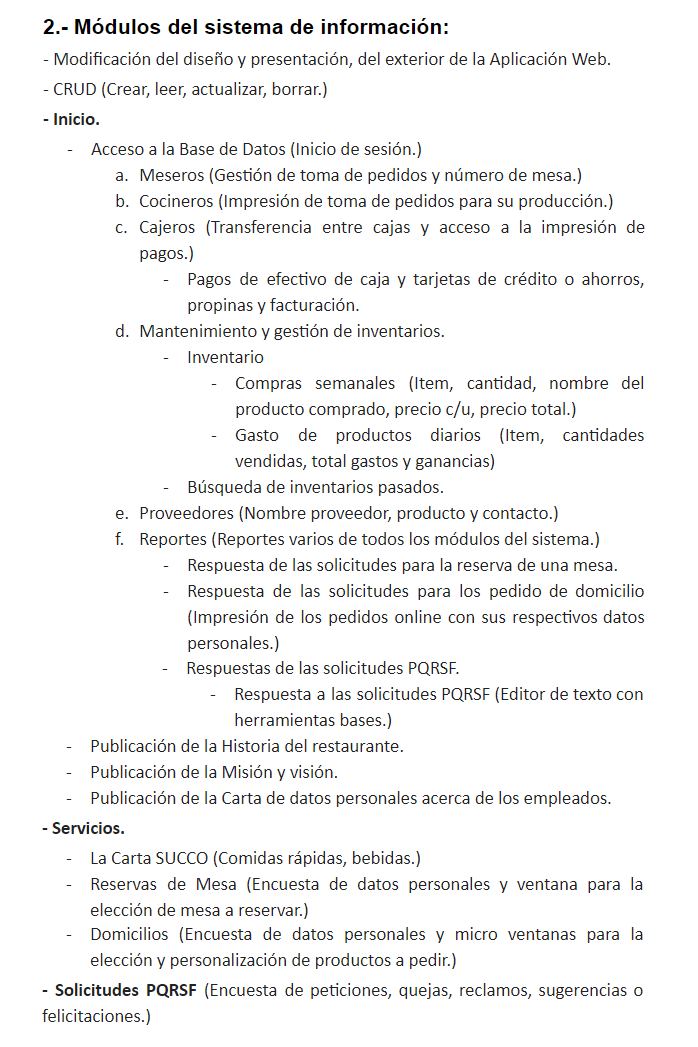 2.- Módulos del sistema de información:
- Modificación del diseño y presentación, del exterior de la Aplicación Web.
- CRUD (Crear, leer, actualizar, borrar.)
- Inicio.
- Acceso a la Base de Datos (Inicio de sesión.)
a. Meseros (Gestión de toma de pedidos y número de mesa.)
b. Cocineros (Impresión de toma de pedidos para su producción.)
c. Cajeros (Transferencia entre cajas y acceso a la impresión de
pagos.)
- Pagos de efectivo de caja y tarjetas de crédito o ahorros,
propinas y facturación.
d. Mantenimiento y gestión de inventarios.
- Inventario
- Compras semanales (Item, cantidad, nombre del
producto comprado, precio c/u, precio total.)
- Gasto de productos diarios (Item, cantidades
vendidas, total gastos y ganancias)
- Búsqueda de inventarios pasados.
e. Proveedores (Nombre proveedor, producto y contacto.)
f. Reportes (Reportes varios de todos los módulos del sistema.)
- Respuesta de las solicitudes para la reserva de una mesa.
- Respuesta de las solicitudes para los pedido de domicilio
(Impresión de los pedidos online con sus respectivos datos
personales.)
- Respuestas de las solicitudes PQRSF.
- Respuesta a las solicitudes PQRSF (Editor de texto con
herramientas bases.)
- Publicación de la Historia del restaurante.
- Publicación de la Misión y visión.
- Publicación de la Carta de datos personales acerca de los empleados.
- Servicios.
- La Carta SUCCO (Comidas rápidas, bebidas.)
- Reservas de Mesa (Encuesta de datos personales y ventana para la
elección de mesa a reservar.)
- Domicilios (Encuesta de datos personales y micro ventanas para la
elección y personalización de productos a pedir.)
- Solicitudes PQRSF (Encuesta de peticiones, quejas, reclamos, sugerencias o
felicitaciones.)